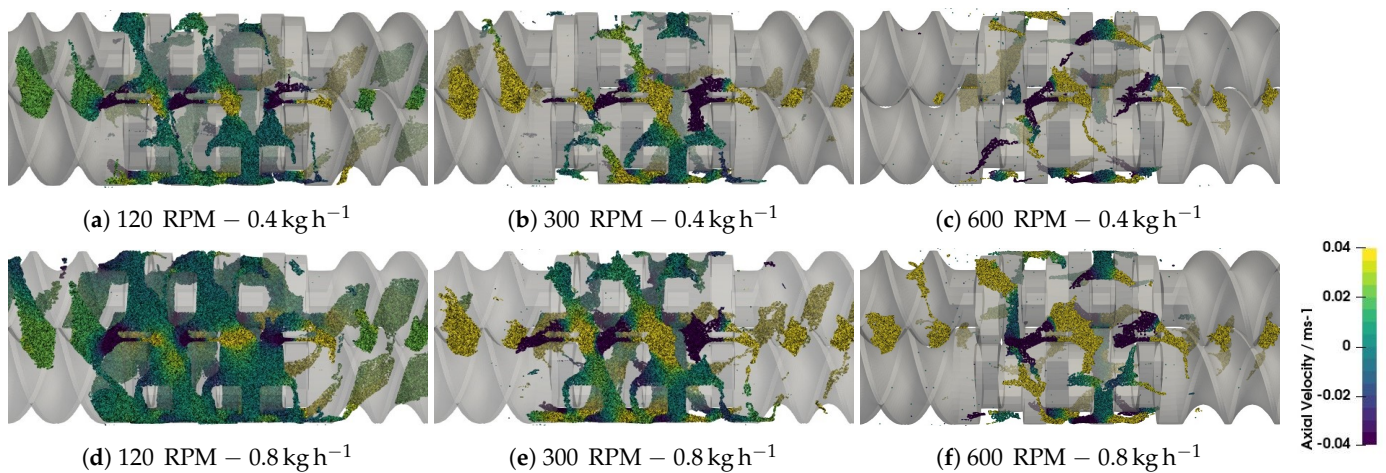 (a) 120 RPM − 0.4 kg h⁻¹
(b) 300 RPM − 0.4 kg h⁻¹
(c) 600 RPM − 0.4 kg h⁻¹
(d) 120 RPM − 0.8 kg h⁻¹
(e) 300 RPM − 0.8 kg h⁻¹
(f) 600 RPM − 0.8 kg h⁻¹
Axial Velocity / ms-1
0.04
0.02
0
-0.02
-0.04